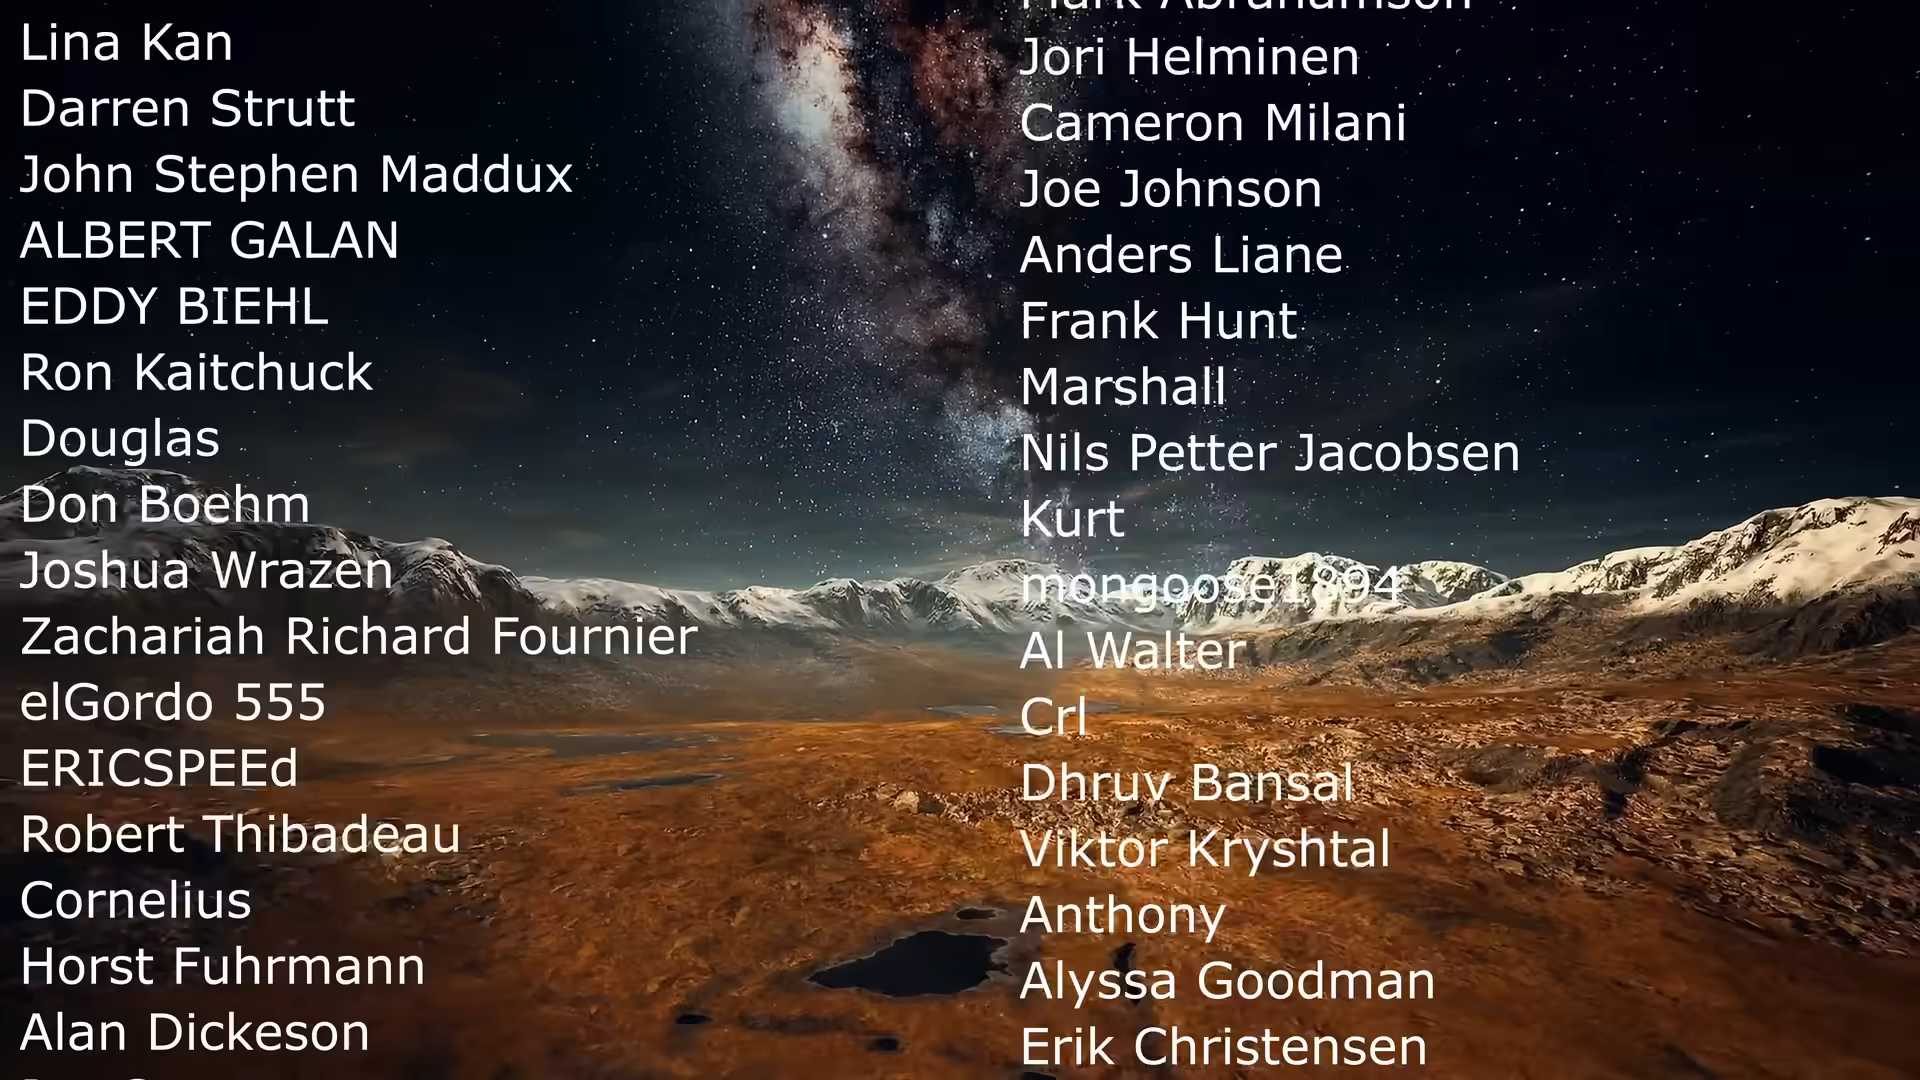 Lina Kan
Darren Strutt
John Stephen Maddux
ALBERT GALAN
EDDY BIEHL
Ron Kaitchuck
Douglas
Don Boehm
Joshua Wrazen
Zachariah Richard Fournier
elGordo 555
ERICSPEEd
Robert Thibadeau
Cornelius
Horst Fuhrmann
Alan Dickeson
Mark Abrahamson
Jori Helminen
Cameron Milani
Joe Johnson
Anders Liane
Frank Hunt
Marshall
Nils Petter Jacobsen
Kurt
mongoose1894
Al Walter
Crl
Dhruv Bansal
Viktor Kryshtal
Anthony
Alyssa Goodman
Erik Christensen